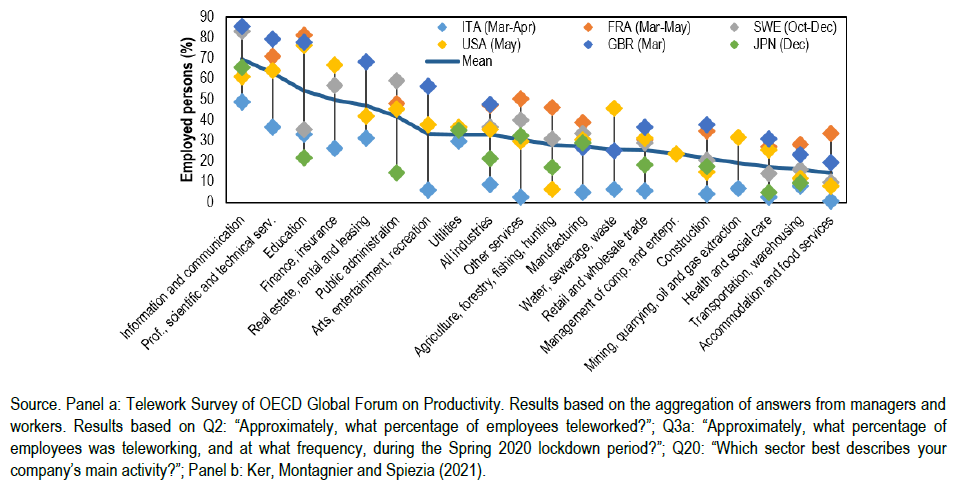 90
80
70
60
50
40
30
20
10
0
Employed persons (%)
ITA (Mar-Apr)
FRA (Mar-May)
SWE (Oct-Dec)
USA (May)
GBR (Mar)
JPN (Dec)
Mean
Information and communication
Prof., scientific and technical serv.
Education
Finance, insurance
Real estate, rental and leasing
Public administration
Arts, entertainment, recreation
Utilities
All industries
Other services
Agriculture, forestry, fishing, hunting
Manufacturing
Water, sewerage, waste
Retail and wholesale trade
Management of comp. and enterpr.
Construction
Mining, quarrying, oil and gas extraction
Health and social care
Transportation, warehousing
Accommodation and food services
Source. Panel a: Telework Survey of OECD Global Forum on Productivity. Results based on the aggregation of answers from managers and
workers. Results based on Q2: “Approximately, what percentage of employees teleworked?”; Q3a: “Approximately, what percentage of
employees was teleworking, and at what frequency, during the Spring 2020 lockdown period?”; Q20: “Which sector best describes your
company’s main activity?”; Panel b: Ker, Montagnier and Spiezia (2021).